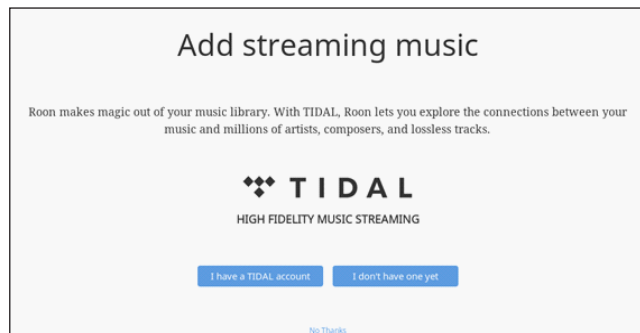 Add streaming music
Roon makes magic out of your music library. With TIDAL, Roon lets you explore the connections between your
music and millions of artists, composers, and lossless tracks.
TIDAL
HIGH FIDELITY MUSIC STREAMING
I have a TIDAL account I don't have one yet
No Thanks